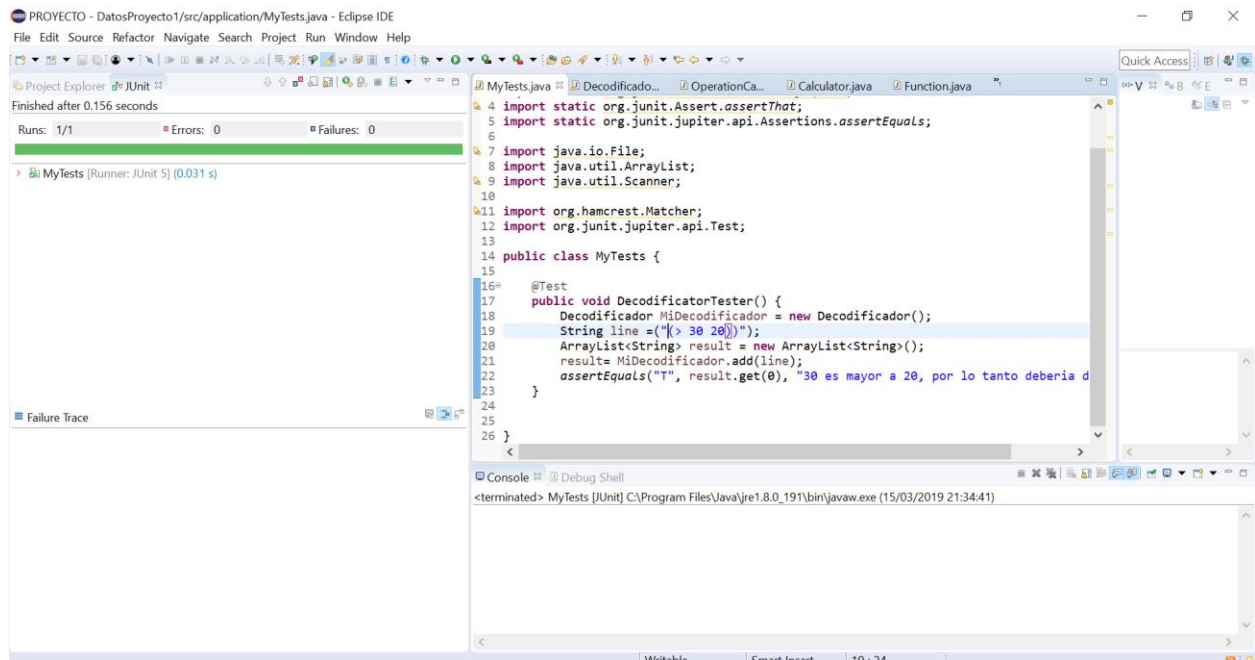 PROYECTO - DatosProyecto1/src/application/MyTests.java - Eclipse IDE
File Edit Source Refactor Navigate Search Project Run Window Help
Quick Access
Project Explorer JUnit
Finished after 0.156 seconds
Runs: 1/1 Errors: 0 Failures: 0
MyTests [Runner: JUnit 5] (0.031 s)
Failure Trace
MyTests.java Decodificado... OperationCa... Calculator.java Function.java
4 import static org.junit.Assert.assertThat;
5 import static org.junit.jupiter.api.Assertions.assertEquals;
6
7 import java.io.File;
8 import java.util.ArrayList;
9 import java.util.Scanner;
10
11 import org.hamcrest.Matcher;
12 import org.junit.jupiter.api.Test;
13
14 public class MyTests {
15
16 @Test
17 public void DecodificatorTester() {
18 Decodificador MiDecodificador = new Decodificador();
19 String line =("(> 30 20))");
20 ArrayList<String> result = new ArrayList<String>();
21 result= MiDecodificador.add(line);
22 assertEquals("T", result.get(0), "30 es mayor a 20, por lo tanto deberia d
23 }
24
25
26 }
V B E
Console Debug Shell
<terminated> MyTests [JUnit] C:\Program Files\Java\jre1.8.0_191\bin\javaw.exe (15/03/2019 21:34:41)
Writable Smart Insert 19 : 24